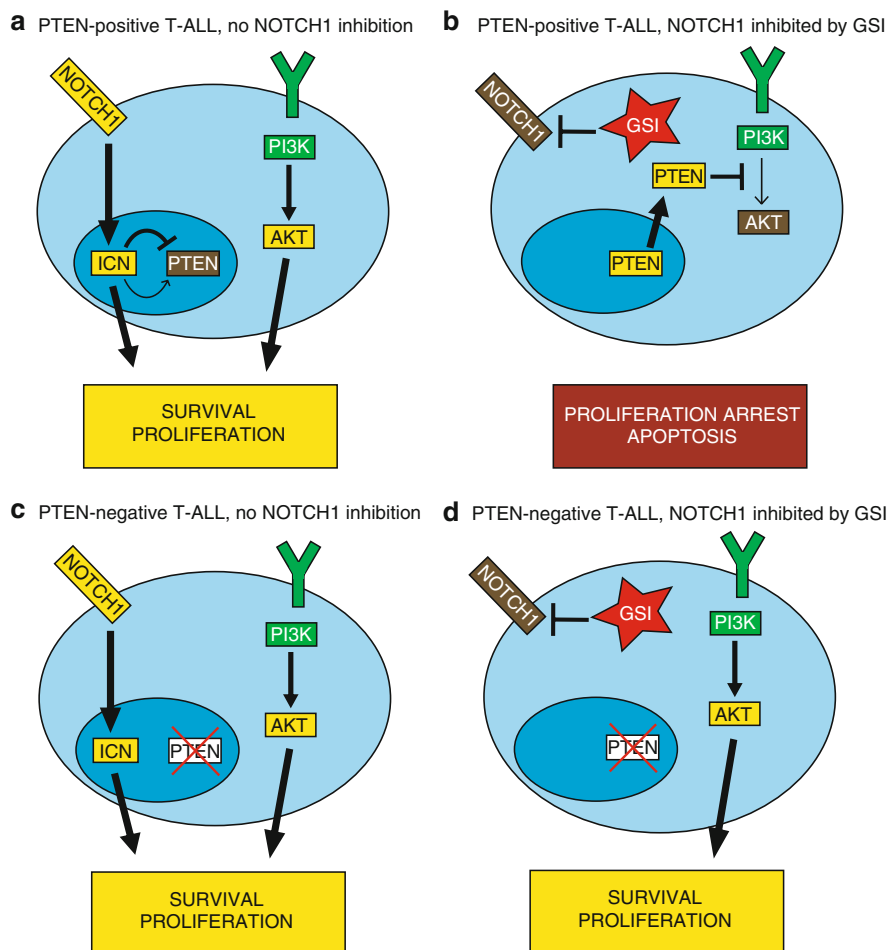 a PTEN-positive T-ALL, no NOTCH1 inhibition
NOTCH1
PI3K
AKT
ICN
PTEN
SURVIVAL
PROLIFERATION
b PTEN-positive T-ALL, NOTCH1 inhibited by GSI
NOTCH1
GSI
PI3K
PTEN
AKT
PTEN
PROLIFERATION ARREST
APOPTOSIS
c PTEN-negative T-ALL, no NOTCH1 inhibition
NOTCH1
PI3K
AKT
ICN
PTEN
SURVIVAL
PROLIFERATION
d PTEN-negative T-ALL, NOTCH1 inhibited by GSI
NOTCH1
GSI
PI3K
AKT
PTEN
SURVIVAL
PROLIFERATION